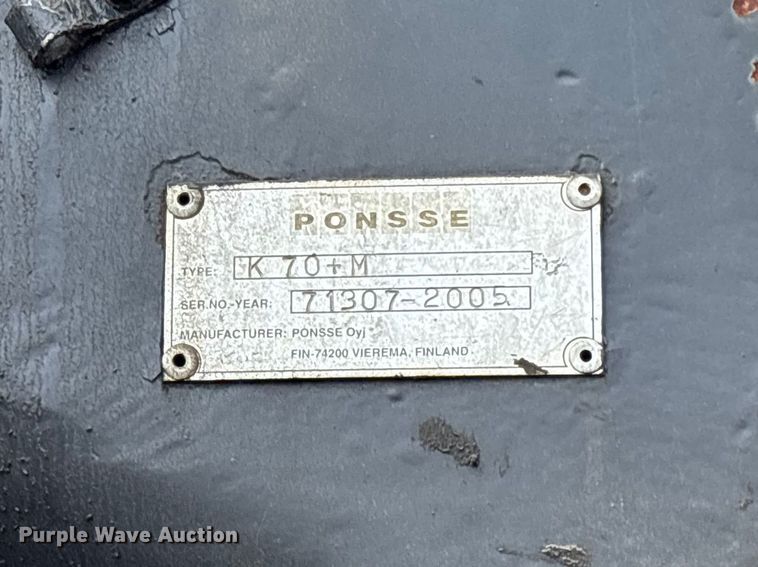 PONSSE
TYPE: K 70+M
SER.NO.-YEAR: 71307-2005
MANUFACTURER: PONSSE Oyj
FIN-74200 VIEREMA, FINLAND
Purple Wave Auction